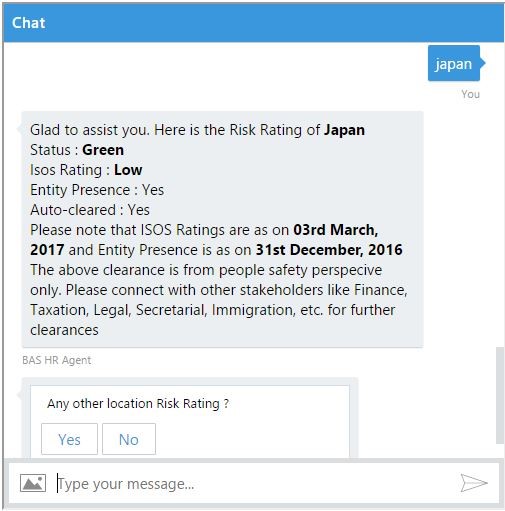 Chat
japan
You
Glad to assist you. Here is the Risk Rating of Japan
Status : Green
Isos Rating : Low
Entity Presence : Yes
Auto-cleared : Yes
Please note that ISOS Ratings are as on 03rd March,
2017 and Entity Presence is as on 31st December, 2016
The above clearance is from people safety perspecive
only. Please connect with other stakeholders like Finance,
Taxation, Legal, Secretarial, Immigration, etc. for further
clearances
BAS HR Agent
Any other location Risk Rating ?
Yes No
Type your message...